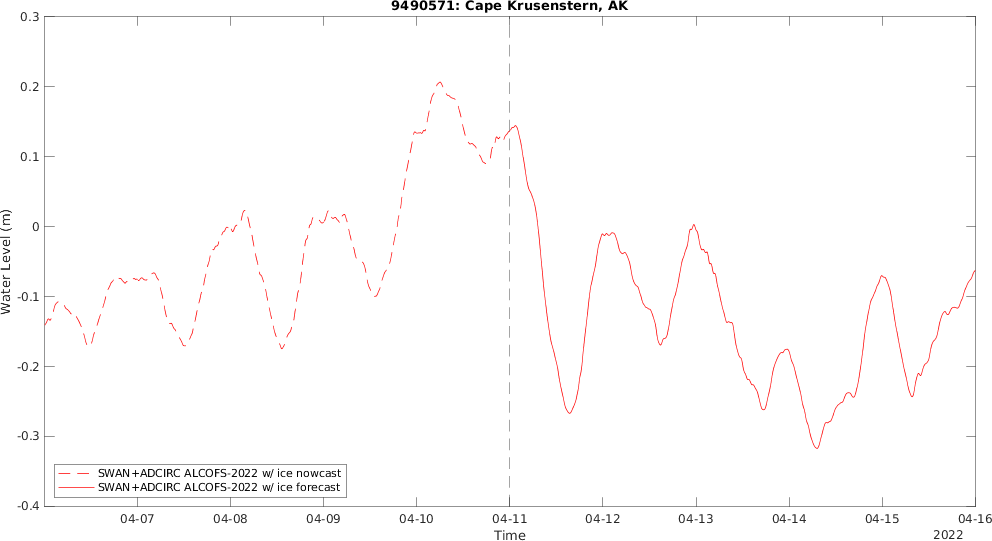 9490571: Cape Krusenstern, AK
0.3
0.2
0.1
0
-0.1
-0.2
-0.3
-0.4
Water Level (m)
SWAN+ADCIRC ALCOFS-2022 w/ ice nowcast
SWAN+ADCIRC ALCOFS-2022 w/ ice forecast
04-07 04-08 04-09 04-10 04-11 04-12 04-13 04-14 04-15 04-16
Time
2022